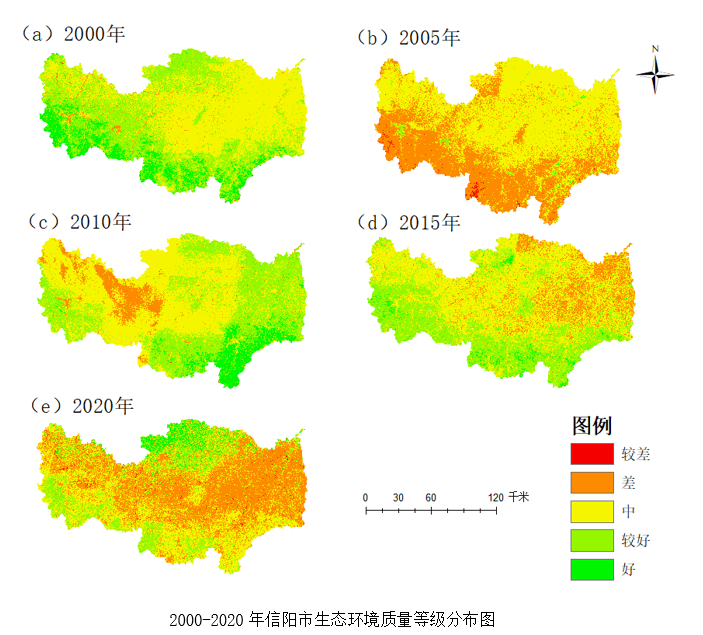 (a) 2000年
(b) 2005年
N
(c) 2010年
(d) 2015年
(e) 2020年
图例
较差
差
中
较好
好
0 30 60 120 千米
2000-2020 年信阳市生态环境质量等级分布图